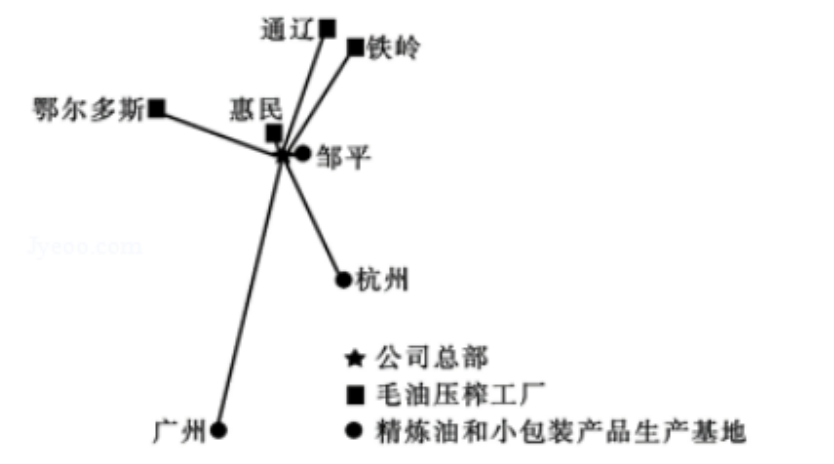 通辽
铁岭
鄂尔多斯
惠民
邹平
Jyeoo.com
杭州
公司总部
毛油压榨工厂
广州
精炼油和小包装产品生产基地